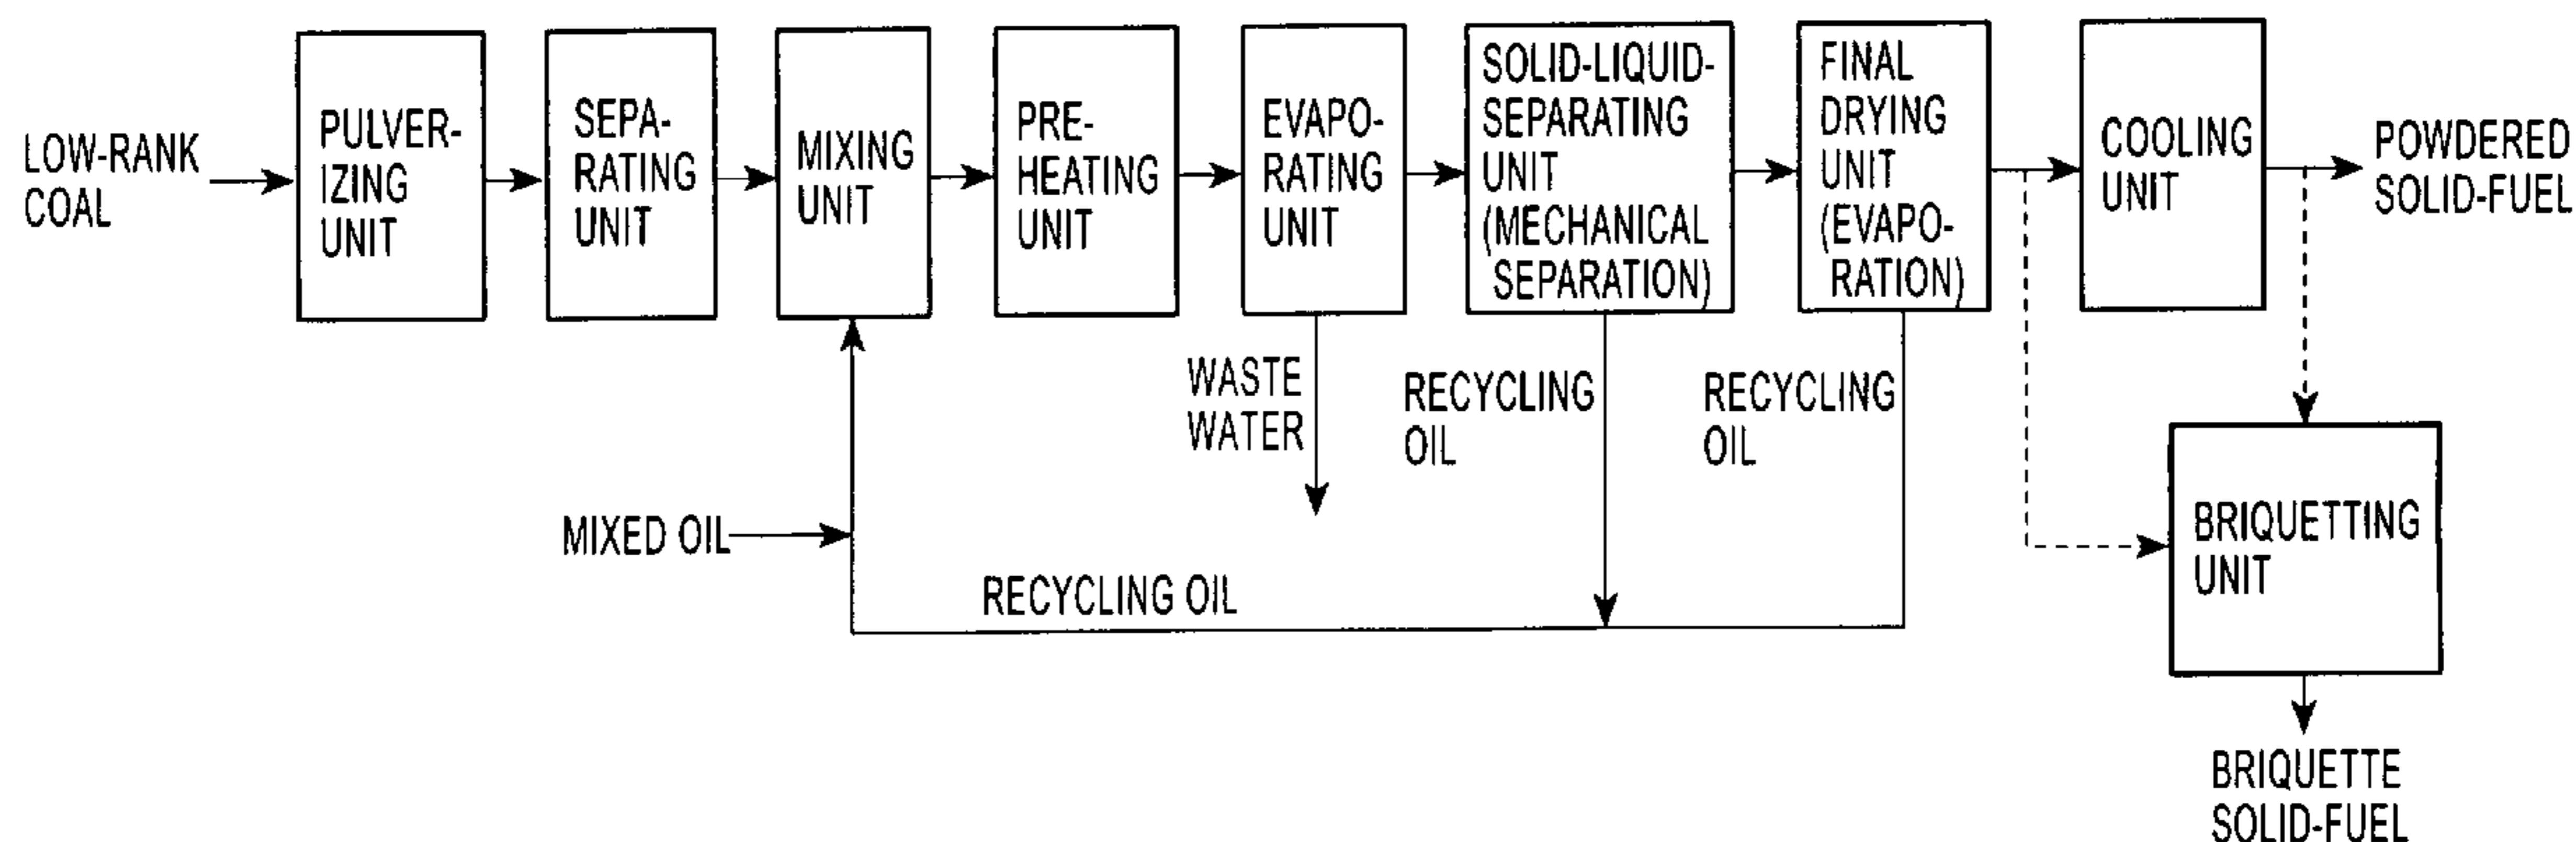 LOW-RANK
COAL
PULVER-
IZING
UNIT
SEPA-
RATING
UNIT
MIXING
UNIT
PRE-
HEATING
UNIT
EVAPO-
RATING
UNIT
SOLID-LIQUID-
SEPARATING
UNIT
(MECHANICAL
SEPARATION)
FINAL
DRYING
UNIT
(EVAPO-
RATION)
COOLING
UNIT
POWDERED
SOLID-FUEL
WASTE
WATER
RECYCLING
OIL
RECYCLING
OIL
MIXED OIL
RECYCLING OIL
BRIQUETTING
UNIT
BRIQUETTE
SOLID-FUEL